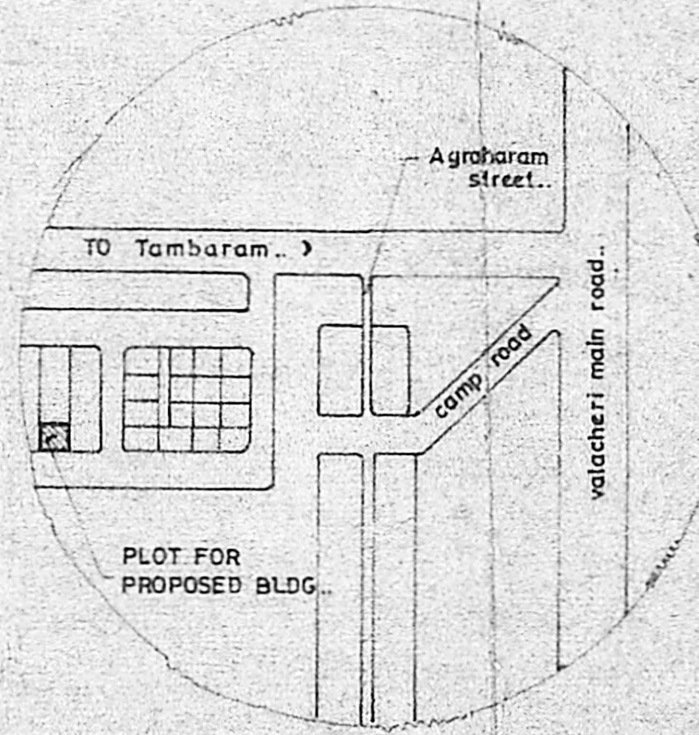 Agraharam
street..
TO Tambaram.. >
camp road
valacheri main road..
PLOT FOR
PROPOSED BLDG..